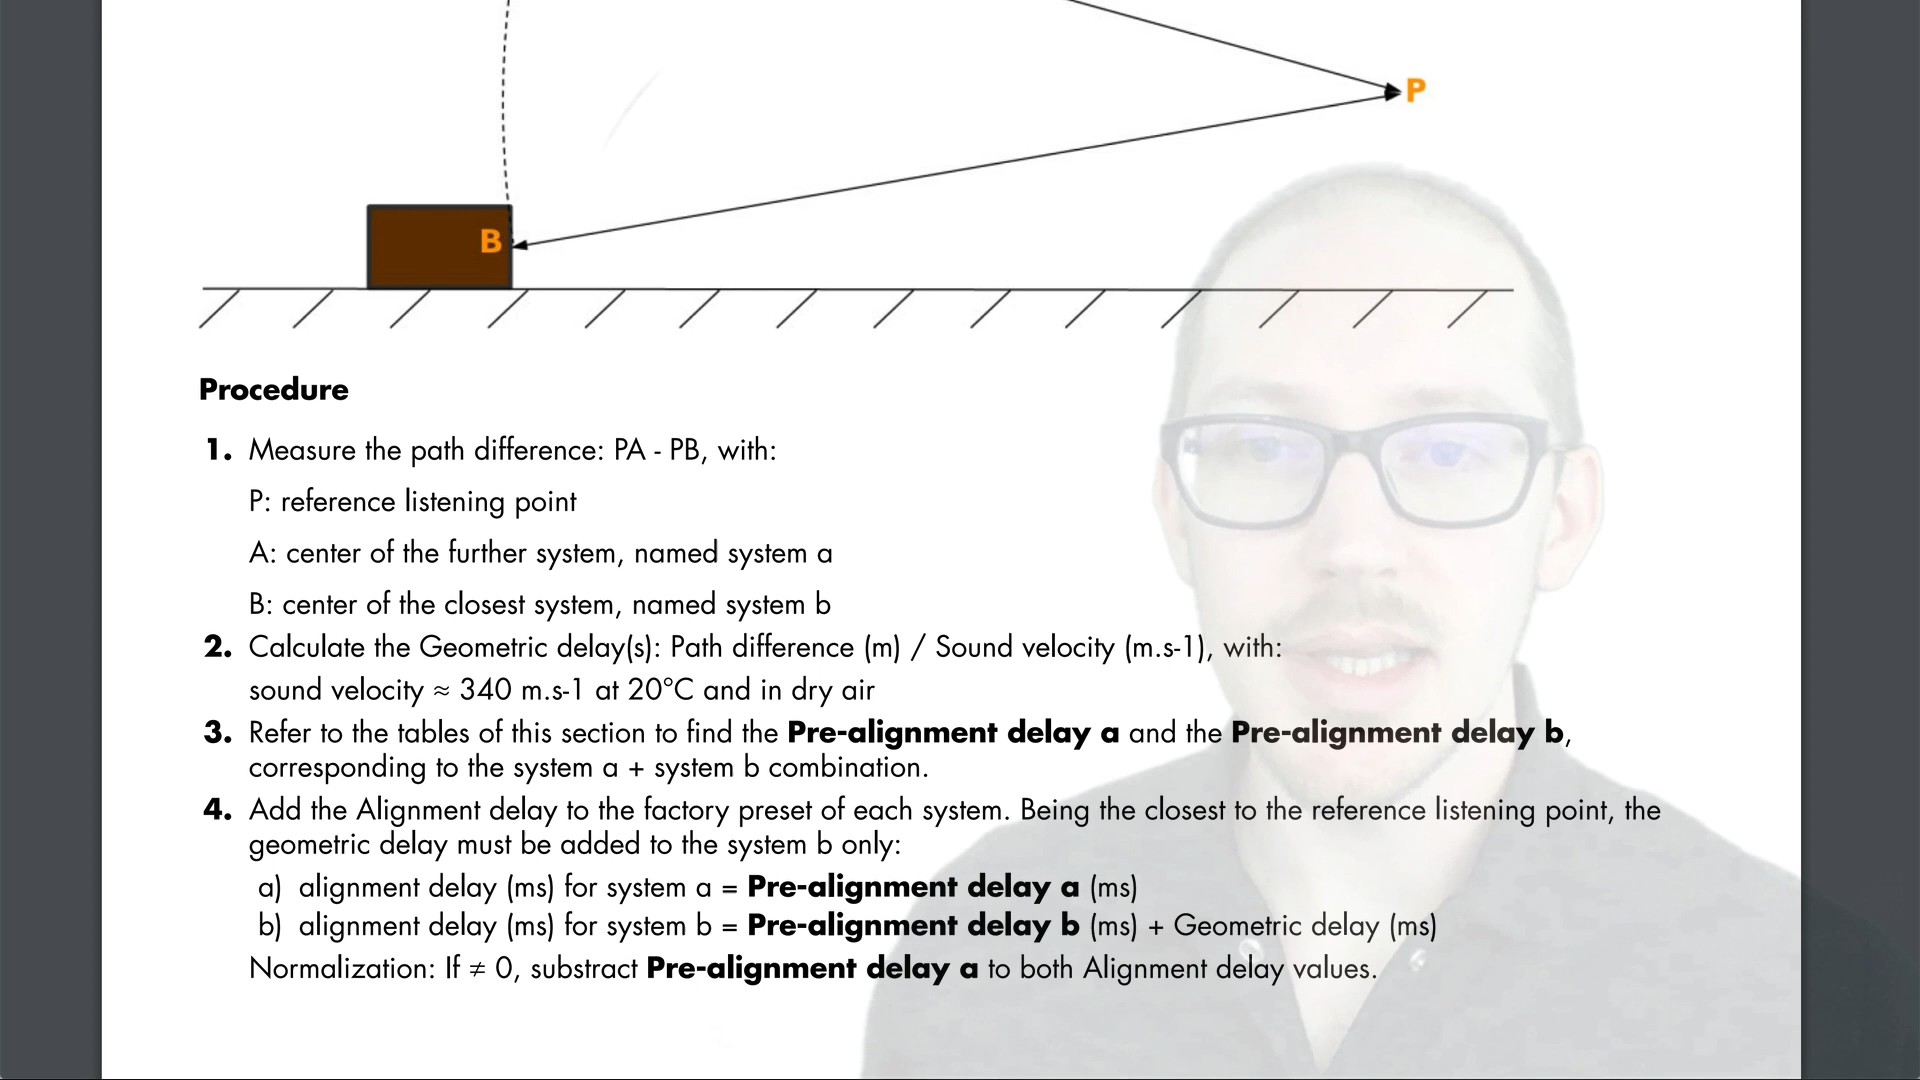 P
B
Procedure
1. Measure the path difference: PA - PB, with:
P: reference listening point
A: center of the further system, named system a
B: center of the closest system, named system b
2. Calculate the Geometric delay(s): Path difference (m) / Sound velocity (m.s-1), with:
sound velocity ≈ 340 m.s-1 at 20°C and in dry air
3. Refer to the tables of this section to find the Pre-alignment delay a and the Pre-alignment delay b,
corresponding to the system a + system b combination.
4. Add the Alignment delay to the factory preset of each system. Being the closest to the reference listening point, the
geometric delay must be added to the system b only:
a) alignment delay (ms) for system a = Pre-alignment delay a (ms)
b) alignment delay (ms) for system b = Pre-alignment delay b (ms) + Geometric delay (ms)
Normalization: If ≠ 0, substract Pre-alignment delay a to both Alignment delay values.